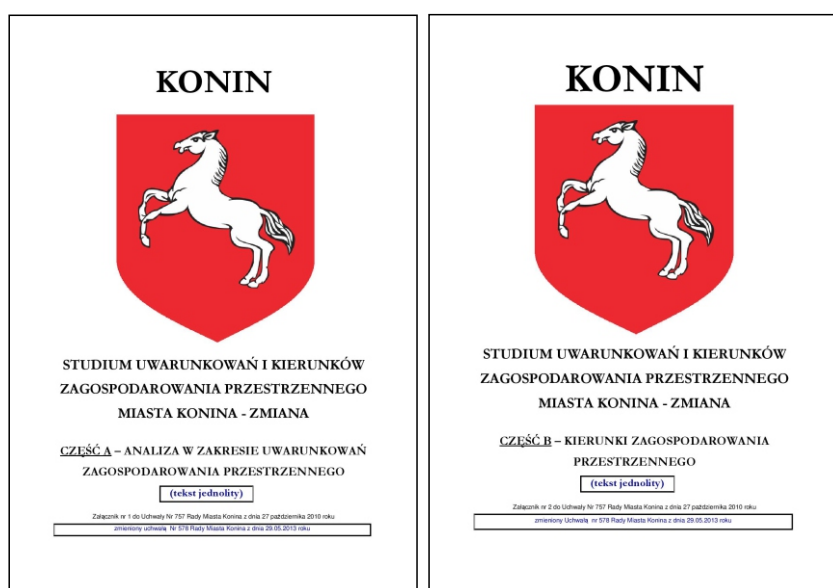 KONIN
STUDIUM UWARUNKOWAŃ I KIERUNKÓW
ZAGOSPODAROWANIA PRZESTRZENNEGO
MIASTA KONINA - ZMIANA
CZĘŚĆ A – ANALIZA W ZAKRESIE UWARUNKOWAŃ
ZAGOSPODAROWANIA PRZESTRZENNEGO
(tekst jednolity)
Załącznik nr 1 do Uchwały Nr 757 Rady Miasta Konina z dnia 27 października 2010 roku
zmieniony uchwałą Nr 578 Rady Miasta Konina z dnia 29.05.2013 roku
KONIN
STUDIUM UWARUNKOWAŃ I KIERUNKÓW
ZAGOSPODAROWANIA PRZESTRZENNEGO
MIASTA KONINA - ZMIANA
CZĘŚĆ B – KIERUNKI ZAGOSPODAROWANIA
PRZESTRZENNEGO
(tekst jednolity)
Załącznik nr 2 do Uchwały Nr 757 Rady Miasta Konina z dnia 27 października 2010 roku
zmieniony Uchwałą nr 578 Rady Miasta Konina z dnia 29.05.2013 roku